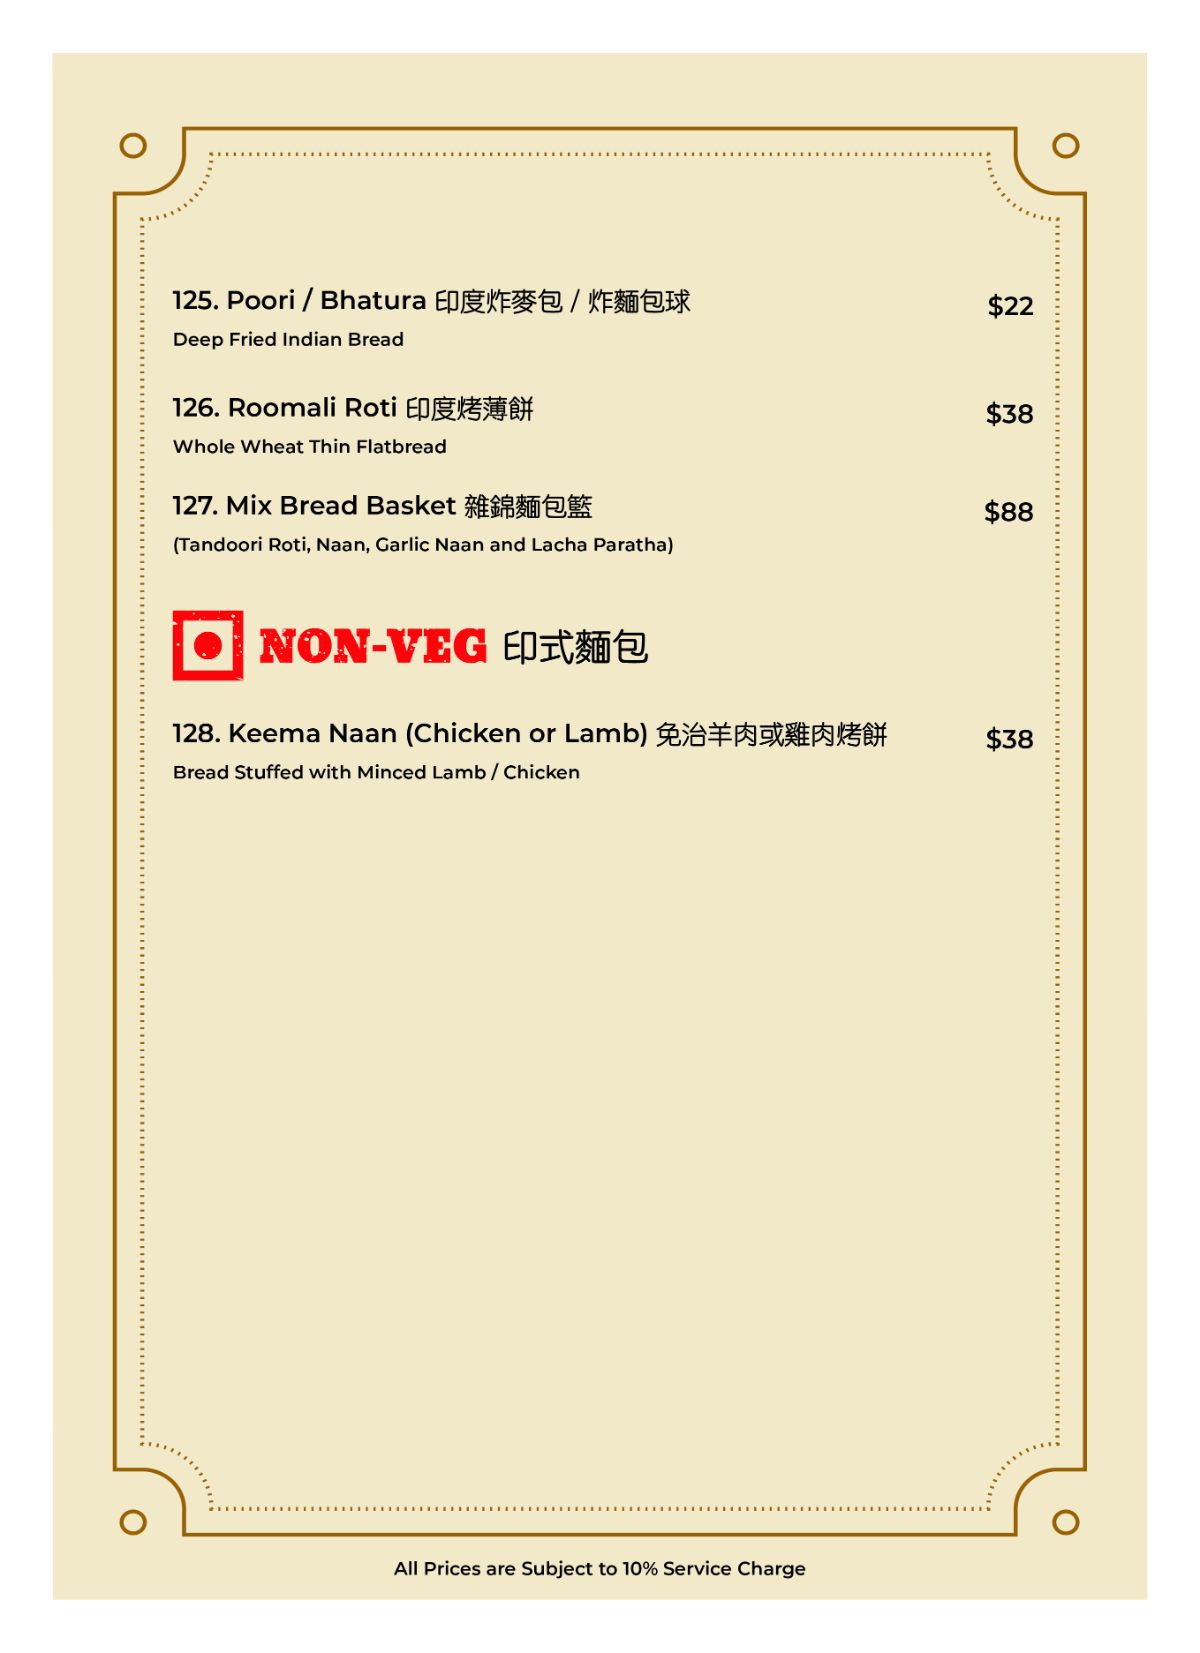 125. Poori / Bhatura 印度炸麥包 / 炸麵包球 $22
Deep Fried Indian Bread
126. Roomali Roti 印度烤薄餅 $38
Whole Wheat Thin Flatbread
127. Mix Bread Basket 雜錦麵包籃 $88
(Tandoori Roti, Naan, Garlic Naan and Lacha Paratha)
NON-VEG 印式麵包
128. Keema Naan (Chicken or Lamb) 免治羊肉或雞肉烤餅 $38
Bread Stuffed with Minced Lamb / Chicken
All Prices are Subject to 10% Service Charge